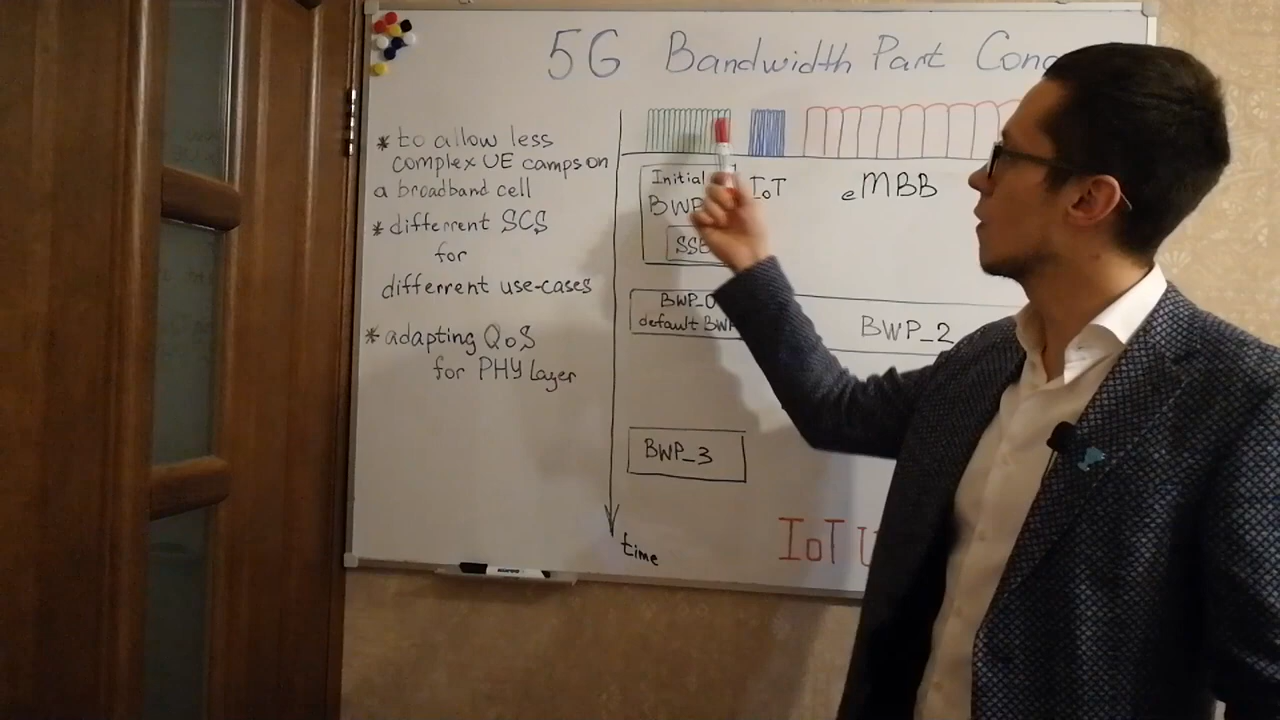 5G Bandwidth Part Conc
* to allow less
complex UE camps on
a broadband cell
* different SCS
for
differrent use-cases
* adapting QoS
for PHY Layer
Initial
BWP
SSB
IoT
eMBB
BWP_0
default BWP
BWP_2
BWP_3
time
IoT